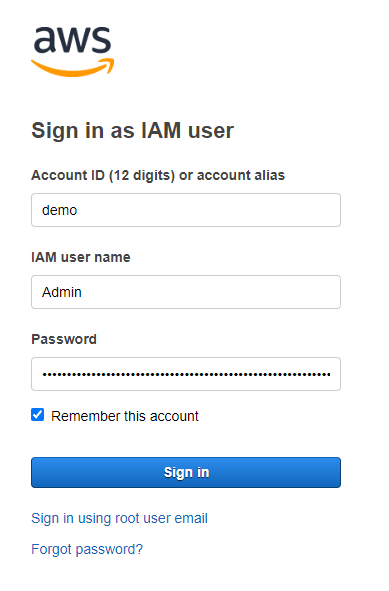 aws
Sign in as IAM user
Account ID (12 digits) or account alias
demo
IAM user name
Admin
Password
Remember this account
Sign in
Sign in using root user email
Forgot password?